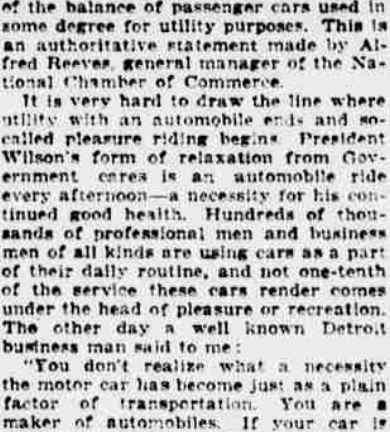 of the balance of passenger cars used in
some degree for utility purposes. This is
an authoritative statement made by Al-
fred Reeves, general manager of the Na-
tional Chamber of Commerce.
It is very hard to draw the line where
utility with an automobile ends and so-
called pleasure riding begins. President
Wilson's form of relaxation from Gov-
ernment cares is an automobile ride
every afternoon—a necessity for his con-
tinued good health. Hundreds of thou-
sands of professional men and business
men of all kinds are using cars as a part
of their daily routine, and not one-tenth
of the service these cars render comes
under the head of pleasure or recreation.
The other day a well known Detroit
business man said to me:
"You don't realize what a necessity
the motor car has become just as a plain
factor of transportation. You are a
maker of automobiles. If your car is